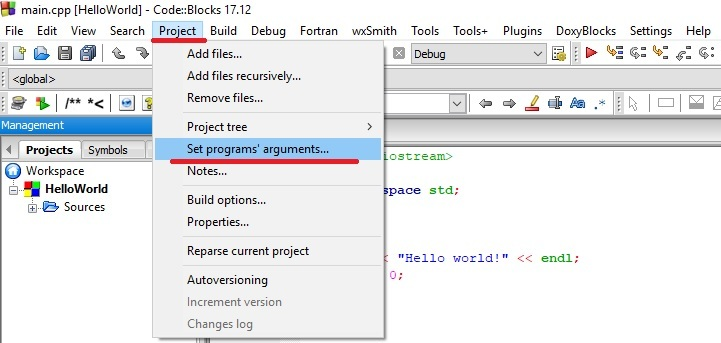 main.cpp [HelloWorld] - Code::Blocks 17.12
File Edit View Search Project Build Debug Fortran wxSmith Tools Tools+ Plugins DoxyBlocks Settings
Debug
<global>
/** *<
Aa .*
Management
Projects Symbols
Workspace
HelloWorld
Sources
Add files...
Add files recursively...
Remove files...
Project tree
Set programs' arguments...
Notes...
Build options...
Properties...
Reparse current project
Autoversioning
Increment version
Changes log
iostream>
space std;
< "Hello world!" << endl;
0;